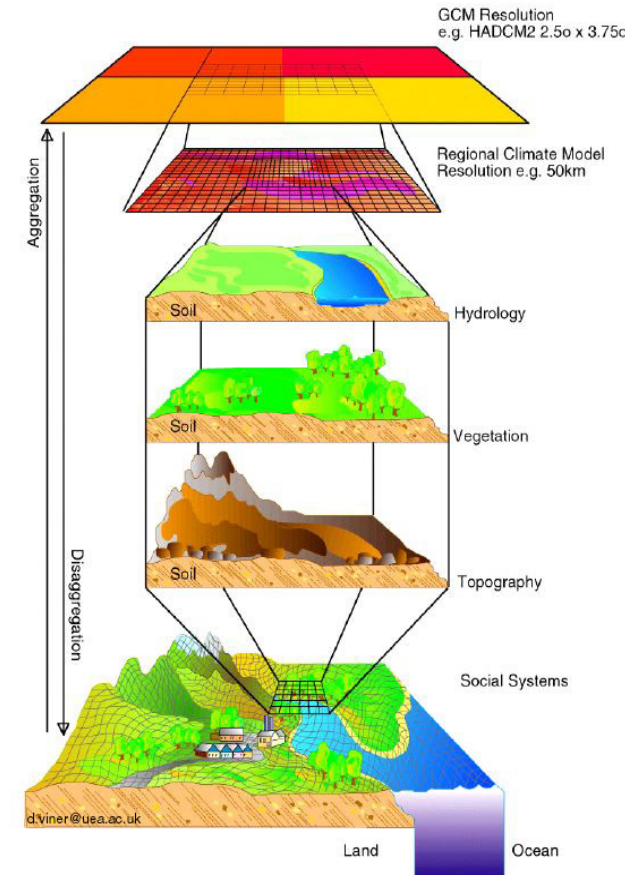 GCM Resolution
e.g. HADCM2 2.5o x 3.75o
Regional Climate Model
Resolution e.g. 50km
Aggregation
Soil
Hydrology
Soil
Vegetation
Soil
Topography
Disaggregation
Social Systems
d.viner@uea.ac.uk
Land
Ocean